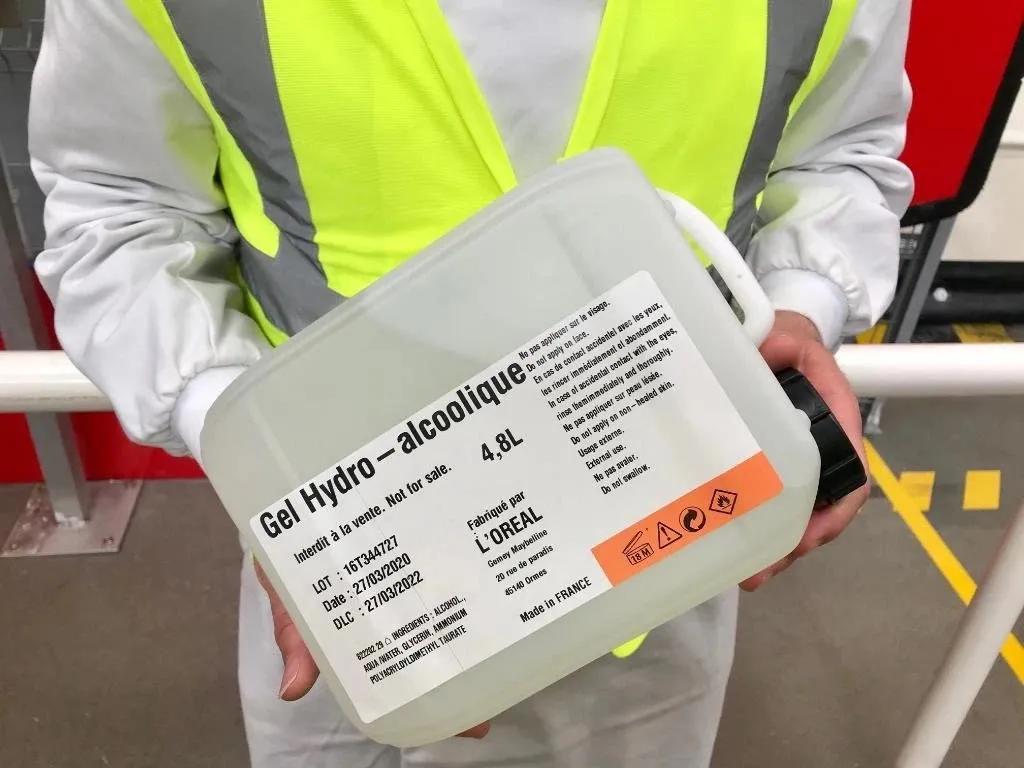 Gel Hydro-alcoolique
Interdit à la vente. Not for sale.
4,8L
LOT : 16T344727
Date : 27/03/2020
DLC : 27/03/2022
622282 29 INGREDIENTS : ALCOHOL,
AQUA /WATER, GLYCERIN, AMMONIUM
POLYACRYLOYLDIMETHYL TAURATE
Fabriqué par
L'OREAL
Gemey Maybelline
20 rue de paradis
45140 Ormes
Made in FRANCE
Ne pas appliquer sur le visage.
Do not apply on face.
En cas de contact accidentel avec les yeux,
les rincer immédiatement et abondamment.
In case of accidental contact with the eyes,
rinse themimmediately and thoroughly.
Ne pas appliquer sur peau lésée.
Do not apply on non-healed skin.
Usage externe.
External use.
Ne pas avaler.
Do not swallow.
18 M